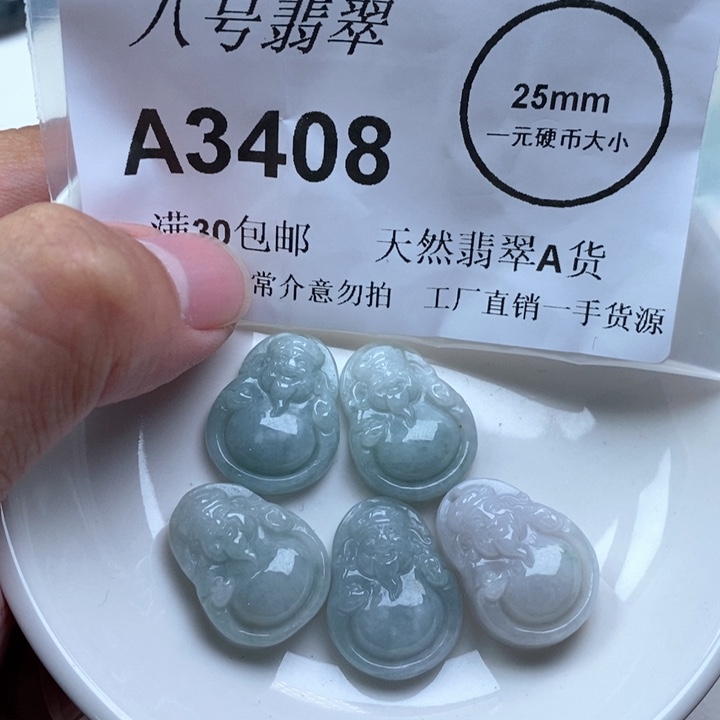 八号翡翠
A3408
25mm
一元硬币大小
满30包邮 天然翡翠A货
常介意勿拍 工厂直销一手货源